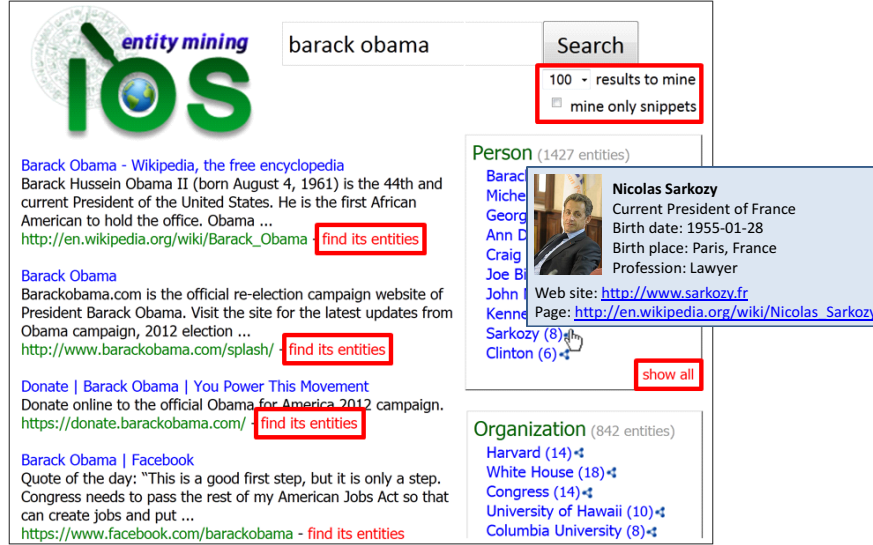 entity mining
IOS
barack obama
Search
100 results to mine
mine only snippets
Barack Obama - Wikipedia, the free encyclopedia
Barack Hussein Obama II (born August 4, 1961) is the 44th and
current President of the United States. He is the first African
American to hold the office. Obama ...
http://en.wikipedia.org/wiki/Barack_Obama - find its entities
Barack Obama
Barackobama.com is the official re-election campaign website of
President Barack Obama. Visit the site for the latest updates from
Obama campaign, 2012 election ...
http://www.barackobama.com/splash/ - find its entities
Donate | Barack Obama | You Power This Movement
Donate online to the official Obama for America 2012 campaign.
https://donate.barackobama.com/ - find its entities
Barack Obama | Facebook
Quote of the day: “This is a good first step, but it is only a step.
Congress needs to pass the rest of my American Jobs Act so that
can create jobs and put ...
https://www.facebook.com/barackobama - find its entities
Person (1427 entities)
Barac
Miche
Georg
Ann D
Craig
Joe Bi
John
Kenne
Sarkozy (8)
Clinton (6)
show all
Nicolas Sarkozy
Current President of France
Birth date: 1955-01-28
Birth place: Paris, France
Profession: Lawyer
Web site: http://www.sarkozy.fr
Page: http://en.wikipedia.org/wiki/Nicolas_Sarkozy
Organization (842 entities)
Harvard (14)
White House (18)
Congress (14)
University of Hawaii (10)
Columbia University (8)